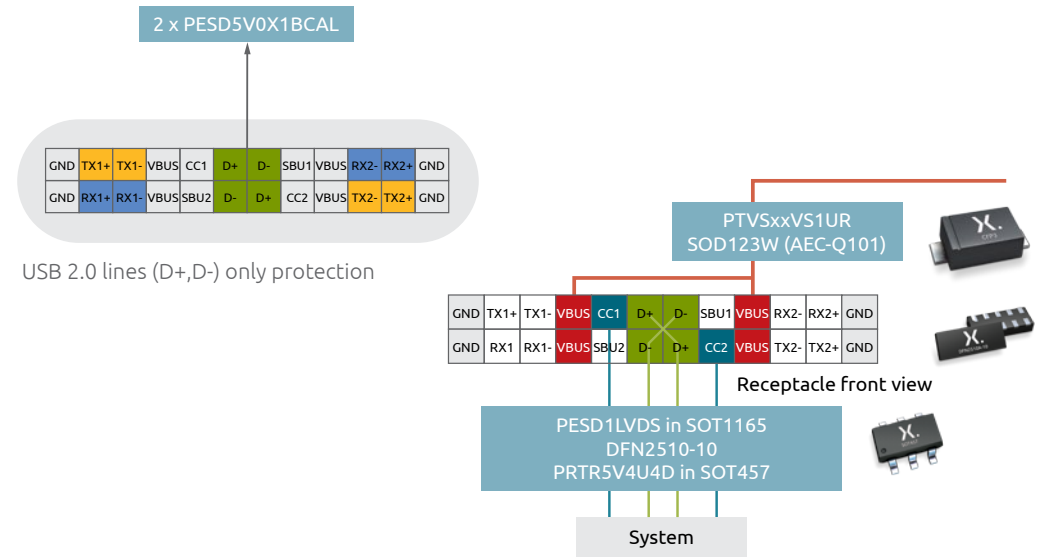 2 x PESD5V0X1BCAL
GND TX1+ TX1- VBUS CC1 D+ D- SBU1 VBUS RX2- RX2+ GND
GND RX1+ RX1- VBUS SBU2 D- D+ CC2 VBUS TX2- TX2+ GND
USB 2.0 lines (D+,D-) only protection
PTVSxxVS1UR
SOD123W (AEC-Q101)
CFP3
GND TX1+ TX1- VBUS CC1 D+ D- SBU1 VBUS RX2- RX2+ GND
GND RX1 RX1- VBUS SBU2 D- D+ CC2 VBUS TX2- TX2+ GND
Receptacle front view
PESD1LVDS in SOT1165
DFN2510-10
PRTR5V4U4D in SOT457
System